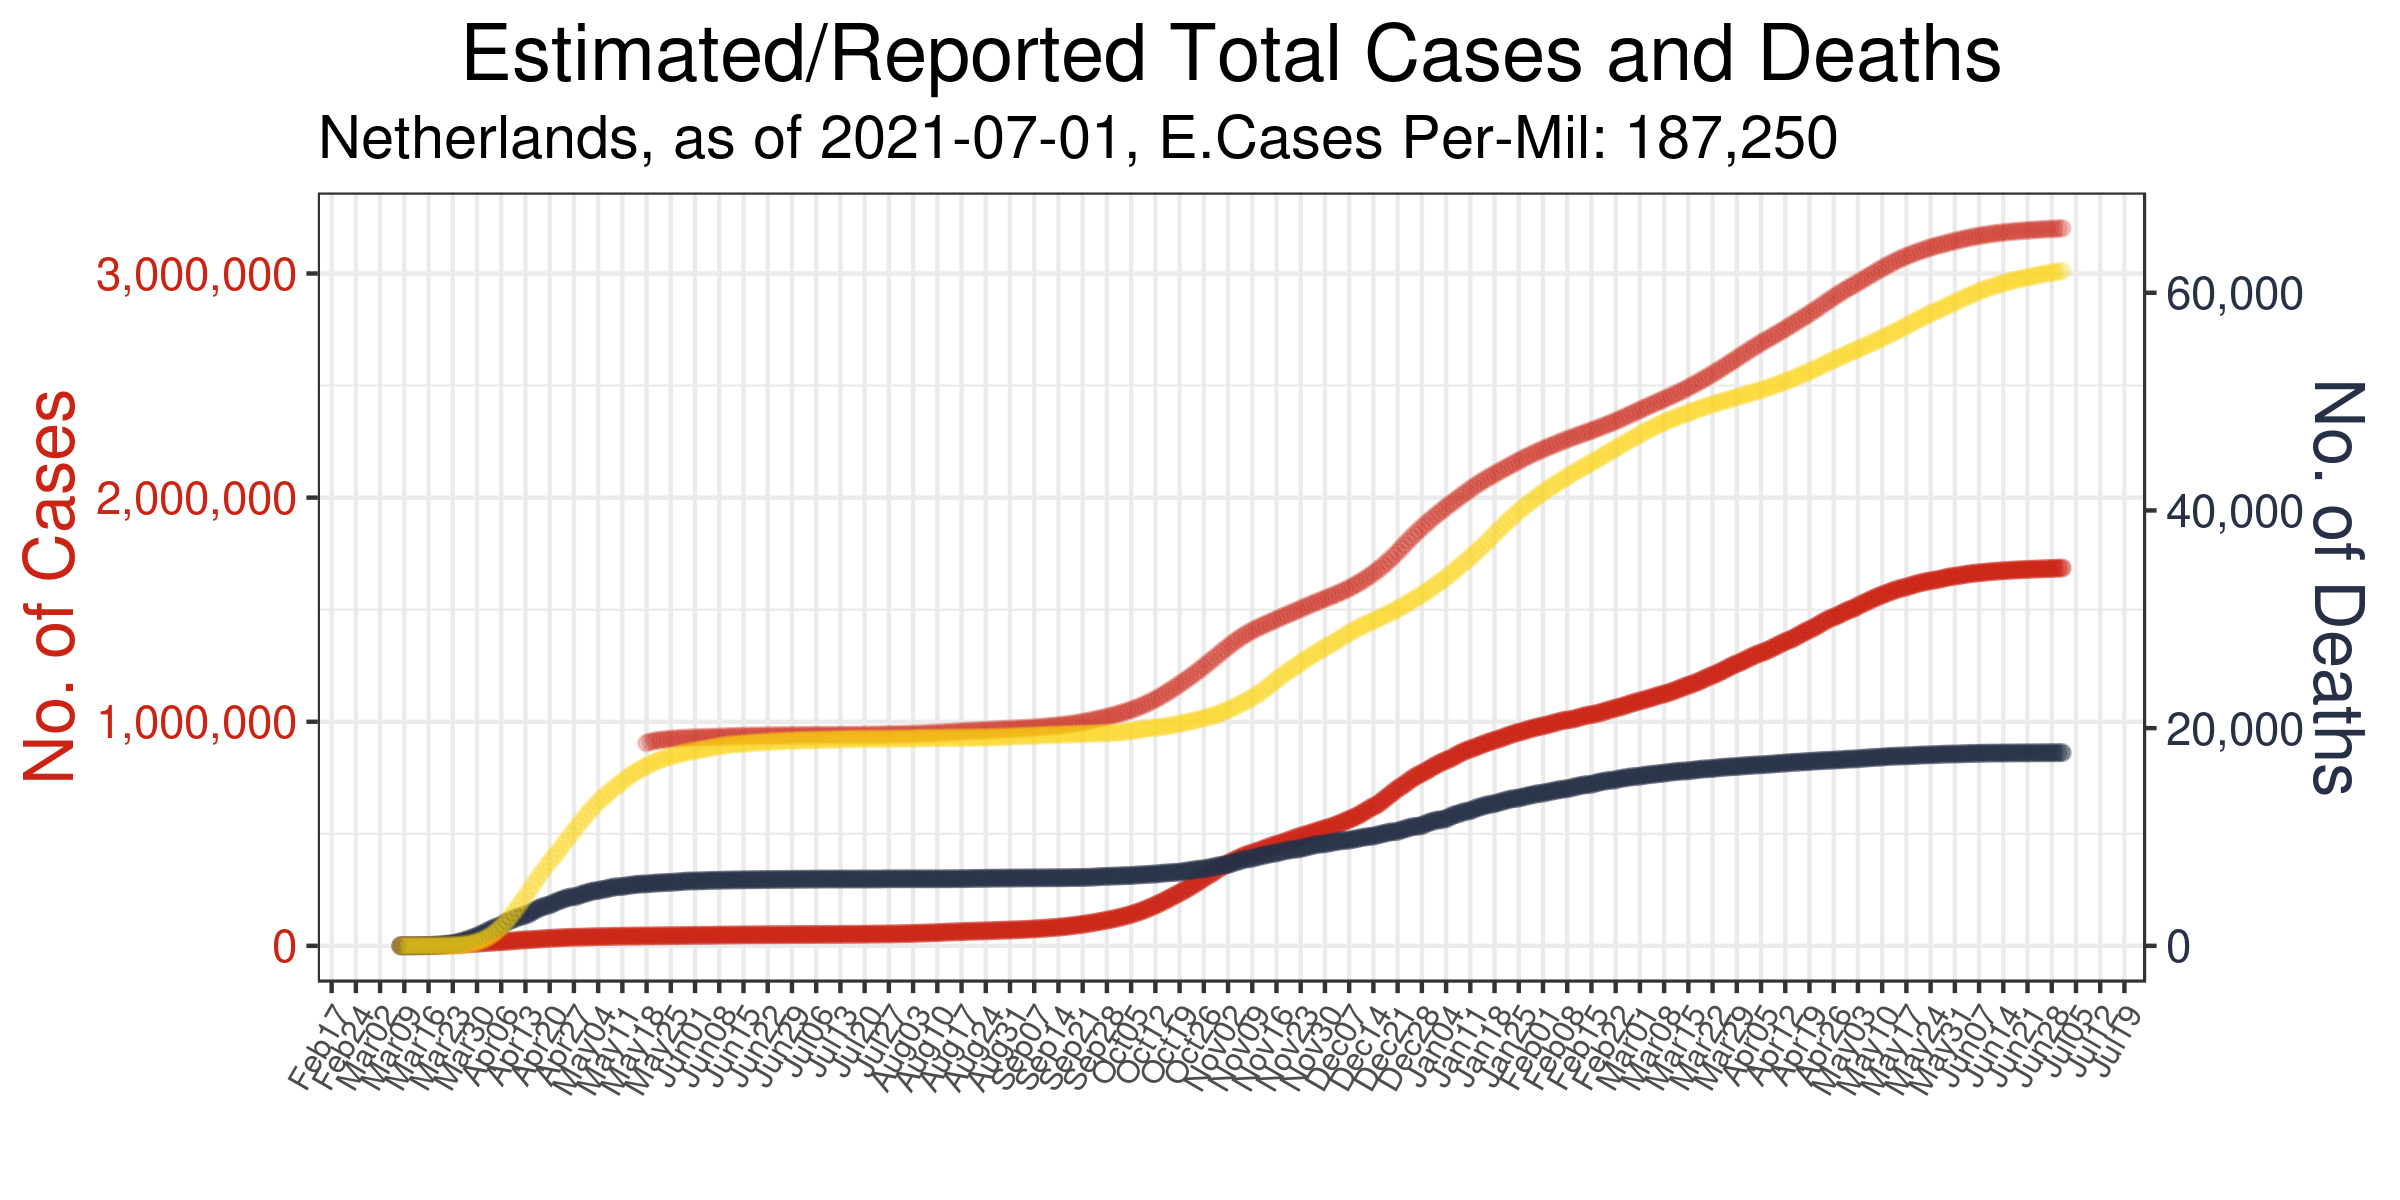 Estimated/Reported Total Cases and Deaths
Netherlands, as of 2021-07-01, E.Cases Per-Mil: 187,250
No. of Cases
3,000,000
2,000,000
1,000,000
0
60,000
40,000
20,000
0
No. of Deaths
Feb17
Feb24
Mar02
Mar09
Mar16
Mar23
Mar30
Apr06
Apr13
Apr20
Apr27
May04
May11
May18
May25
Jun01
Jun08
Jun15
Jun22
Jun29
Jul06
Jul13
Jul20
Jul27
Aug03
Aug10
Aug17
Aug24
Aug31
Sep07
Sep14
Sep21
Sep28
Oct05
Oct12
Oct19
Oct26
Nov02
Nov09
Nov16
Nov23
Nov30
Dec07
Dec14
Dec21
Dec28
Jan04
Jan11
Jan18
Jan25
Feb01
Feb08
Feb15
Feb22
Mar01
Mar08
Mar15
Mar22
Mar29
Apr05
Apr12
Apr19
Apr26
May03
May10
May17
May24
May31
Jun07
Jun14
Jun21
Jun28
Jul05
Jul12
Jul19